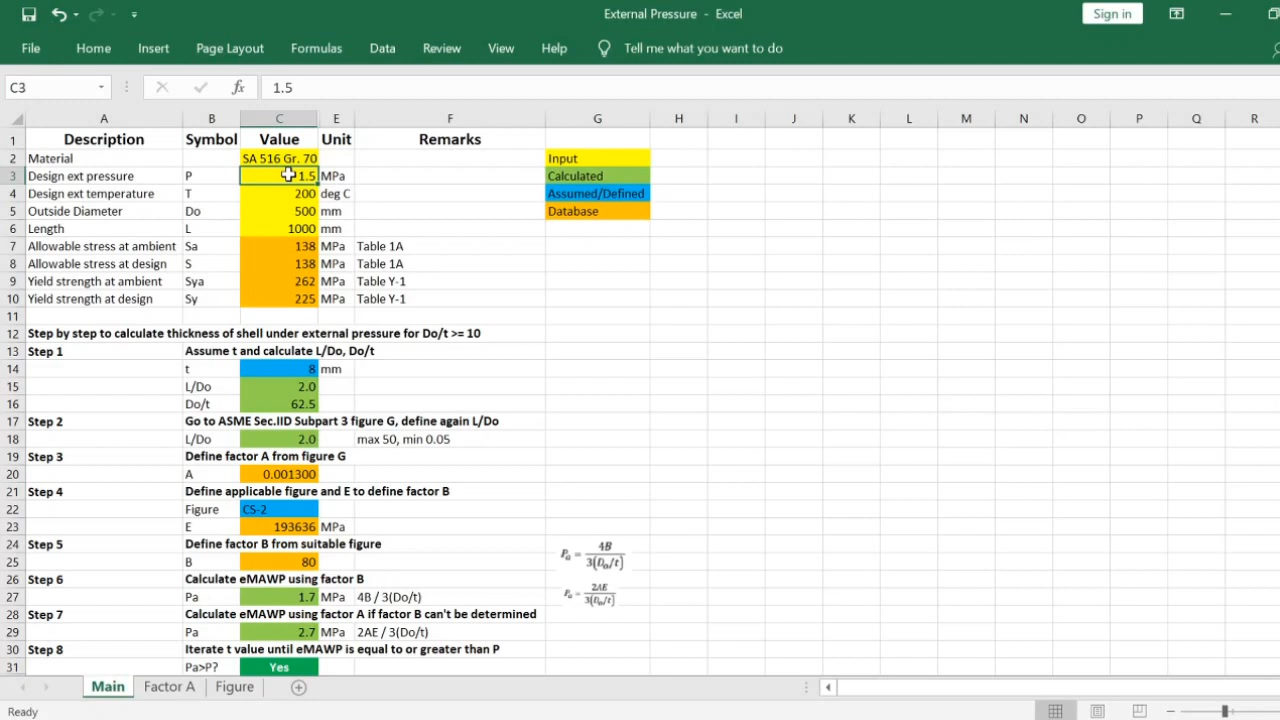 External Pressure - Excel
Sign in
File Home Insert Page Layout Formulas Data Review View Help Tell me what you want to do
C3 fx 1.5
A B C D E F G H I J K L M N O P Q R
1 Description Symbol Value Unit Remarks
2 Material SA 516 Gr. 70 Input
3 Design ext pressure P 1.5 MPa Calculated
4 Design ext temperature T 200 deg C Assumed/Defined
5 Outside Diameter Do 500 mm Database
6 Length L 1000 mm
7 Allowable stress at ambient Sa 138 MPa Table 1A
8 Allowable stress at design S 138 MPa Table 1A
9 Yield strength at ambient Sya 262 MPa Table Y-1
10 Yield strength at design Sy 225 MPa Table Y-1
11
12 Step by step to calculate thickness of shell under external pressure for Do/t >= 10
13 Step 1 Assume t and calculate L/Do, Do/t
14 t 8 mm
15 L/Do 2.0
16 Do/t 62.5
17 Step 2 Go to ASME Sec.IID Subpart 3 figure G, define again L/Do
18 L/Do 2.0 max 50, min 0.05
19 Step 3 Define factor A from figure G
20 A 0.001300
21 Step 4 Define applicable figure and E to define factor B
22 Figure CS-2
23 E 193636 MPa
24 Step 5 Define factor B from suitable figure
25 B 80
Pa = 4B / 3(Do/t)
26 Step 6 Calculate eMAWP using factor B
27 Pa 1.7 MPa 4B / 3(Do/t)
Pa = 2AE / 3(Do/t)
28 Step 7 Calculate eMAWP using factor A if factor B can't be determined
29 Pa 2.7 MPa 2AE / 3(Do/t)
30 Step 8 Iterate t value until eMAWP is equal to or greater than P
31 Pa>P? Yes
Main Factor A Figure
Ready